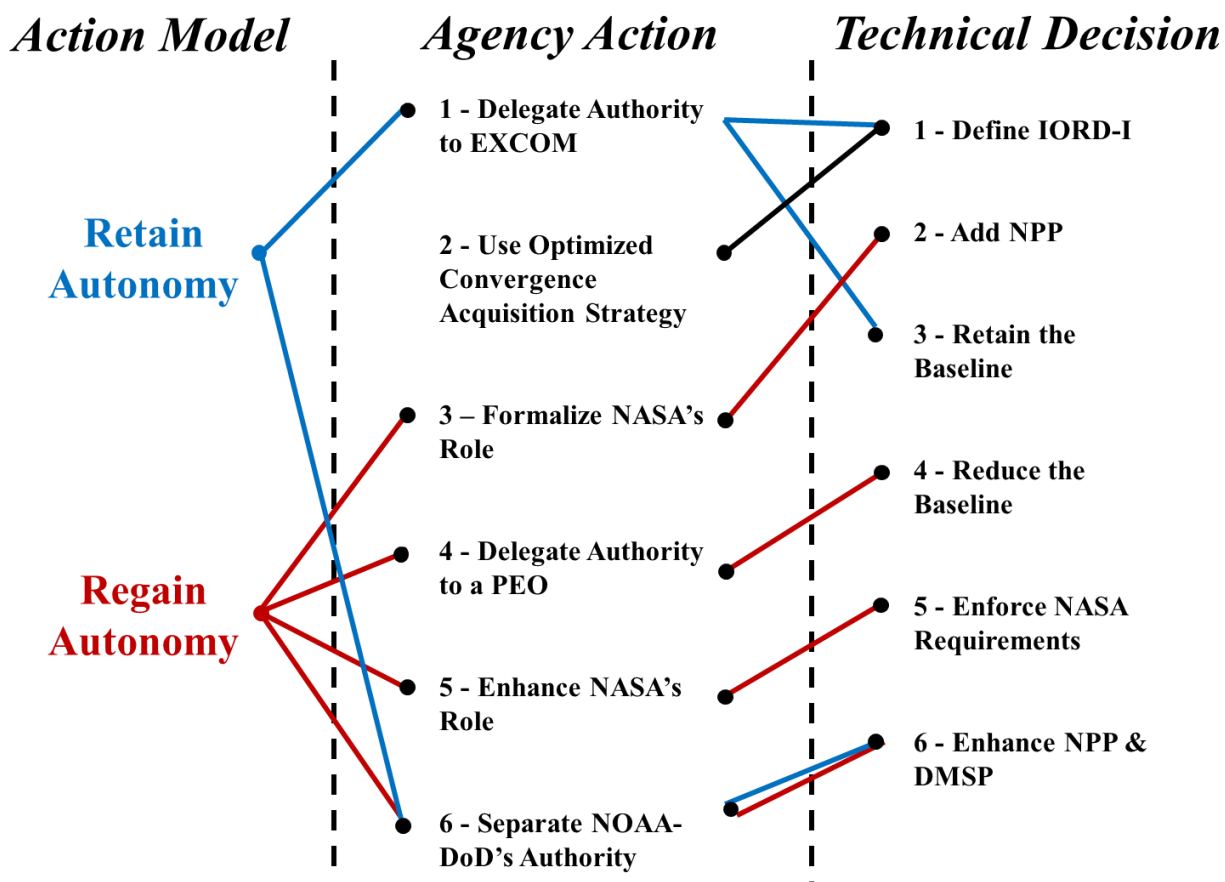 Action Model
Agency Action
Technical Decision
Retain
Autonomy
Regain
Autonomy
1 - Delegate Authority
to EXCOM
2 - Use Optimized
Convergence
Acquisition Strategy
3 – Formalize NASA's
Role
4 - Delegate Authority
to a PEO
5 - Enhance NASA's
Role
6 - Separate NOAA-
DoD's Authority
1 - Define IORD-I
2 - Add NPP
3 - Retain the
Baseline
4 - Reduce the
Baseline
5 - Enforce NASA
Requirements
6 - Enhance NPP &
DMSP